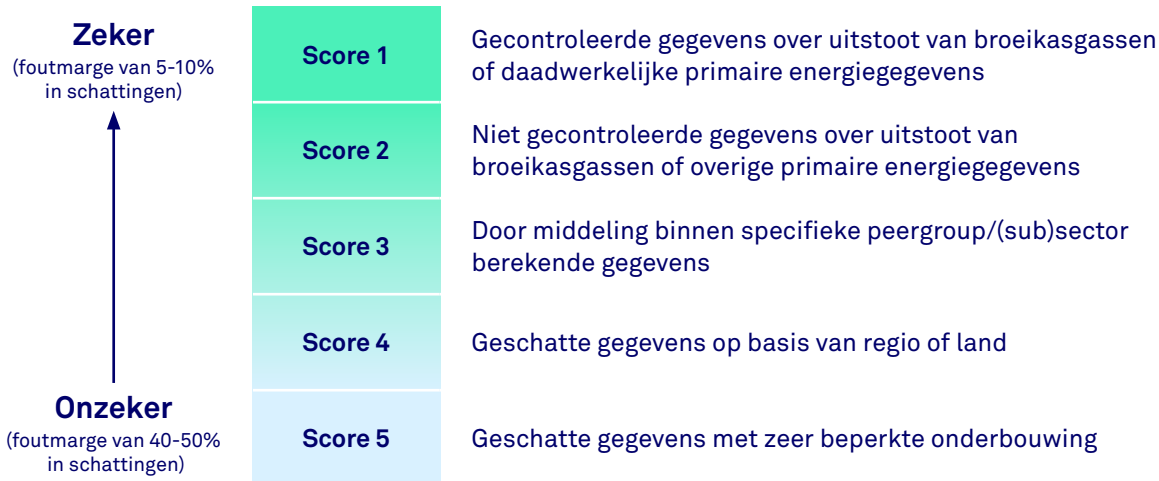 Zeker
(foutmarge van 5-10%
in schattingen)
Score 1
Gecontroleerde gegevens over uitstoot van broeikasgassen
of daadwerkelijke primaire energiegegevens
Score 2
Niet gecontroleerde gegevens over uitstoot van
broeikasgassen of overige primaire energiegegevens
Score 3
Door middeling binnen specifieke peergroup/(sub)sector
berekende gegevens
Score 4
Geschatte gegevens op basis van regio of land
Onzeker
(foutmarge van 40-50%
in schattingen)
Score 5
Geschatte gegevens met zeer beperkte onderbouwing